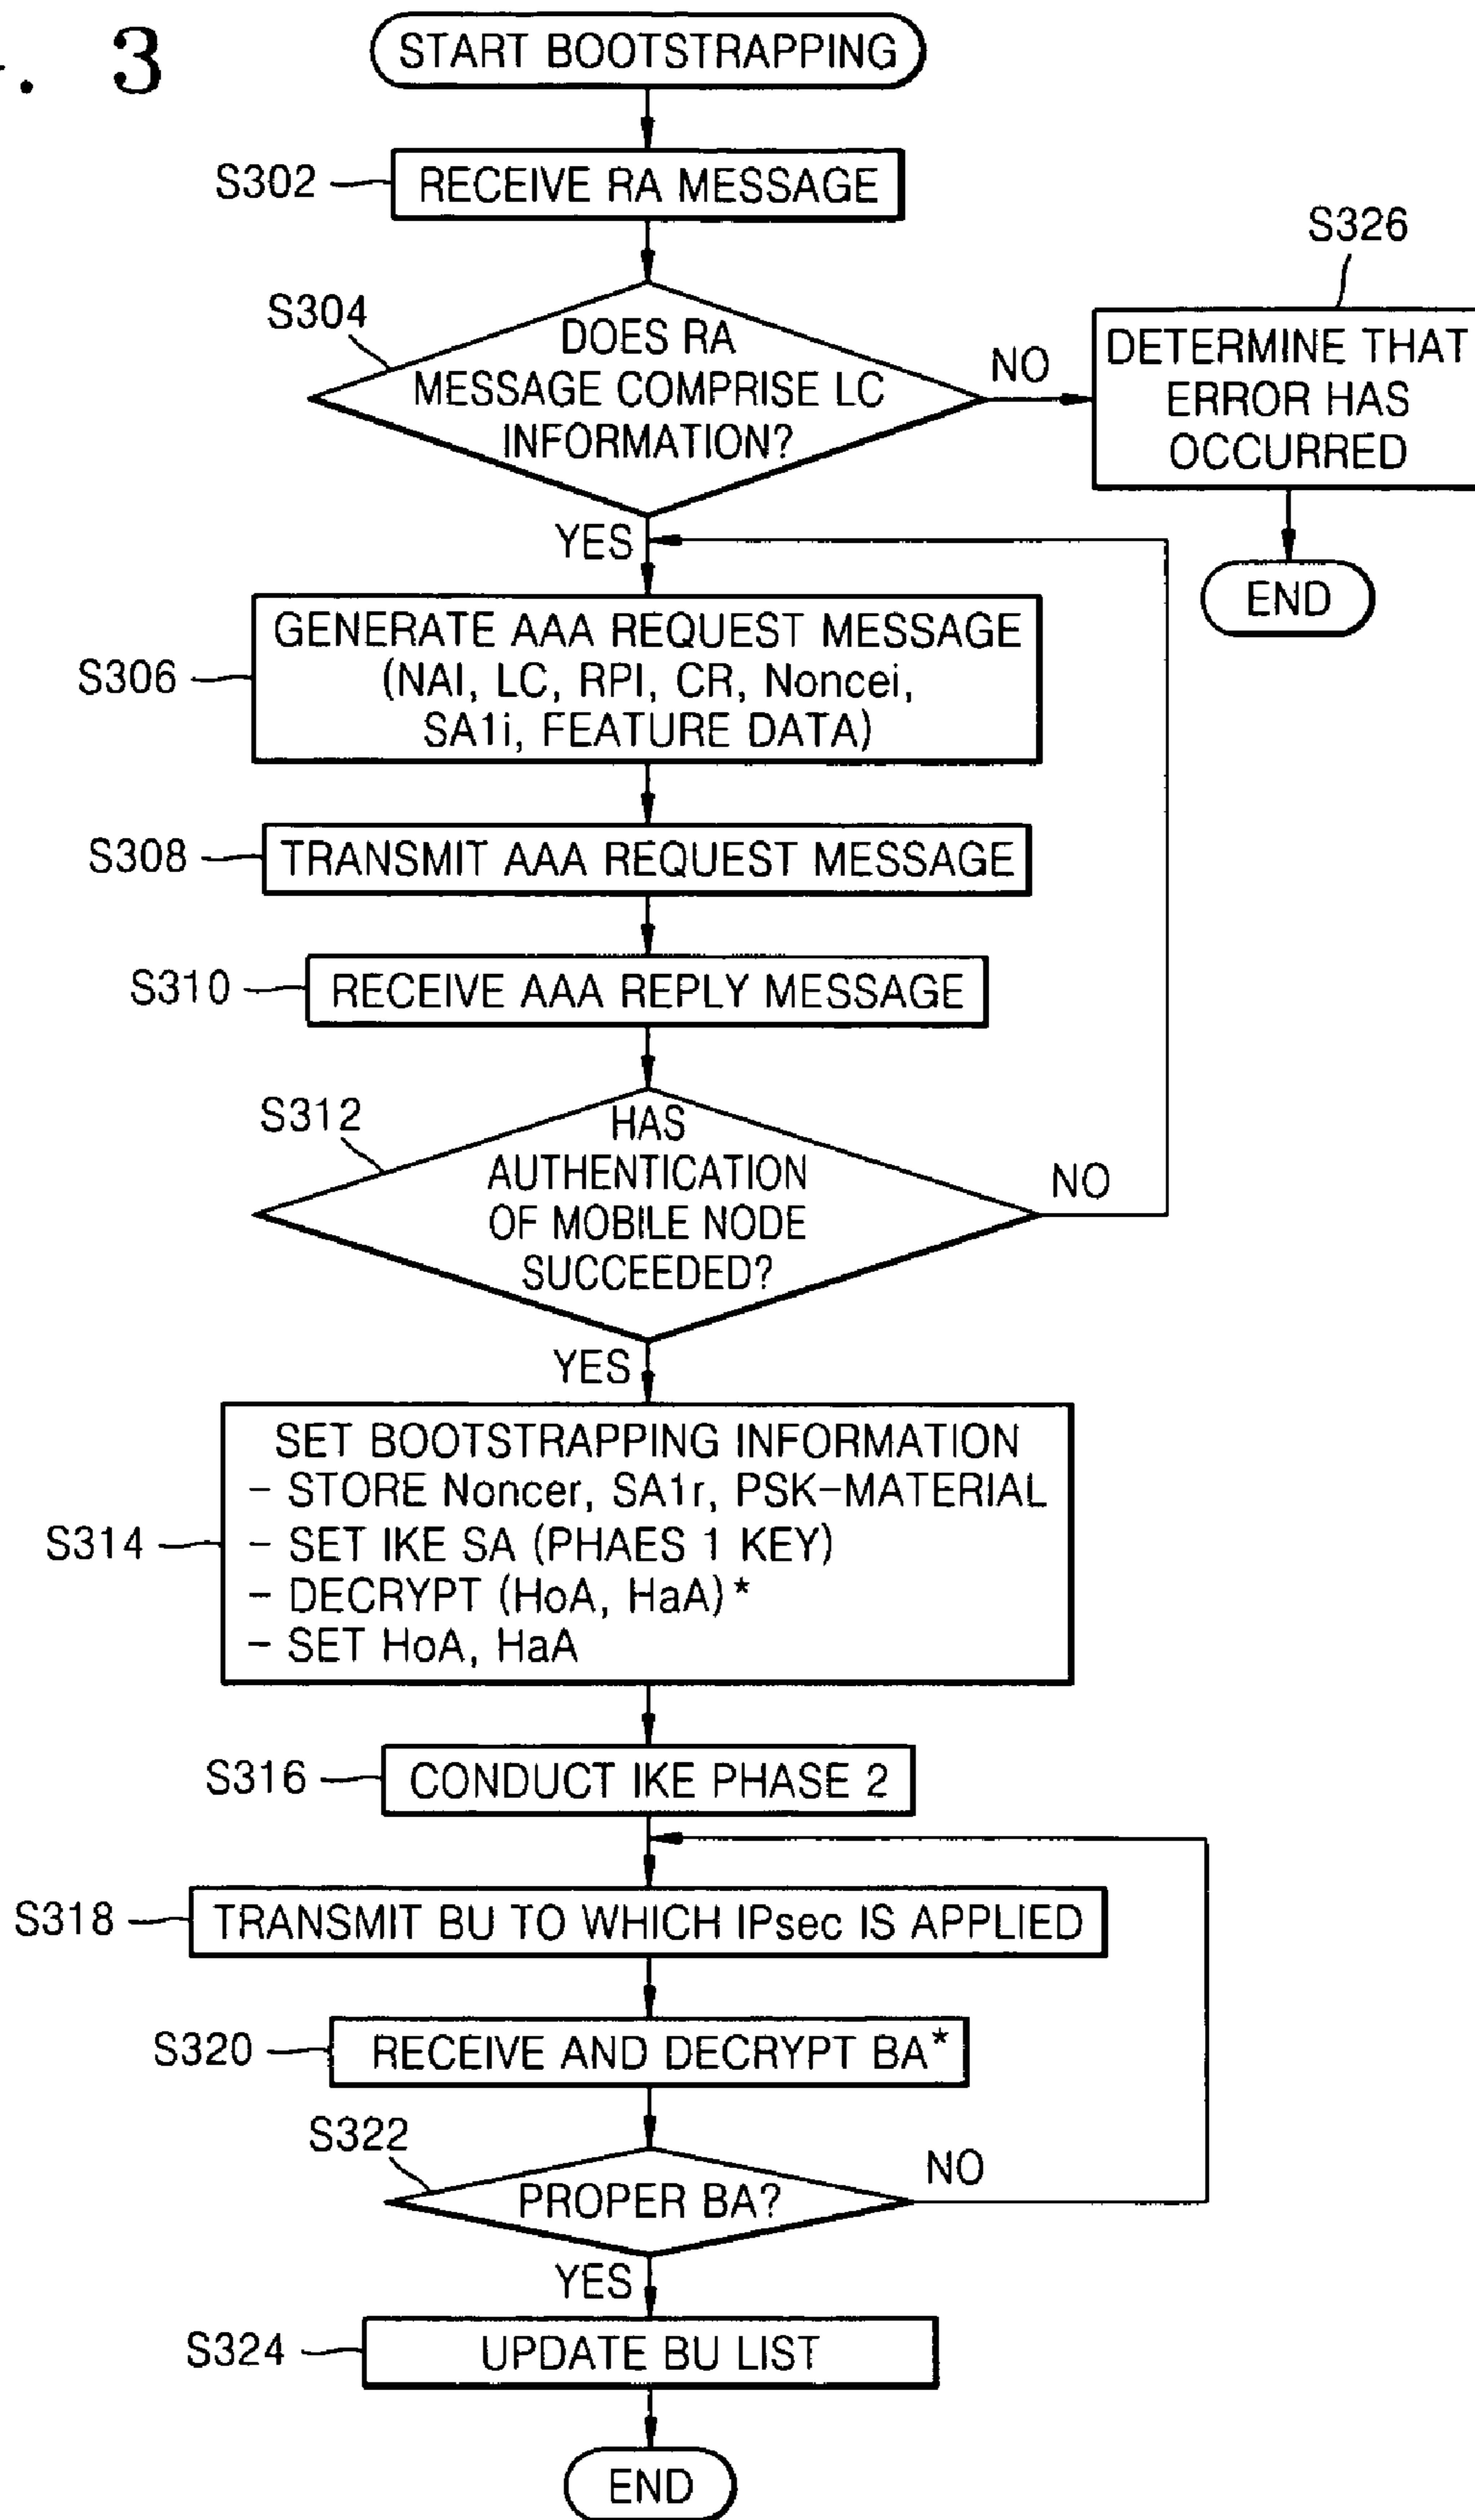 . 3
START BOOTSTRAPPING
S302
RECEIVE RA MESSAGE
S326
S304
DOES RA
MESSAGE COMPRISE LC
INFORMATION?
NO
DETERMINE THAT
ERROR HAS
OCCURRED
YES
END
S306
GENERATE AAA REQUEST MESSAGE
(NAI, LC, RPI, CR, Noncei,
SA1i, FEATURE DATA)
S308
TRANSMIT AAA REQUEST MESSAGE
S310
RECEIVE AAA REPLY MESSAGE
S312
HAS
AUTHENTICATION
OF MOBILE NODE
SUCCEEDED?
NO
YES
S314
SET BOOTSTRAPPING INFORMATION
- STORE Noncer, SA1r, PSK-MATERIAL
- SET IKE SA (PHAES 1 KEY)
- DECRYPT (HoA, HaA)*
- SET HoA, HaA
S316
CONDUCT IKE PHASE 2
S318
TRANSMIT BU TO WHICH IPsec IS APPLIED
S320
RECEIVE AND DECRYPT BA*
S322
PROPER BA?
NO
YES
S324
UPDATE BU LIST
END